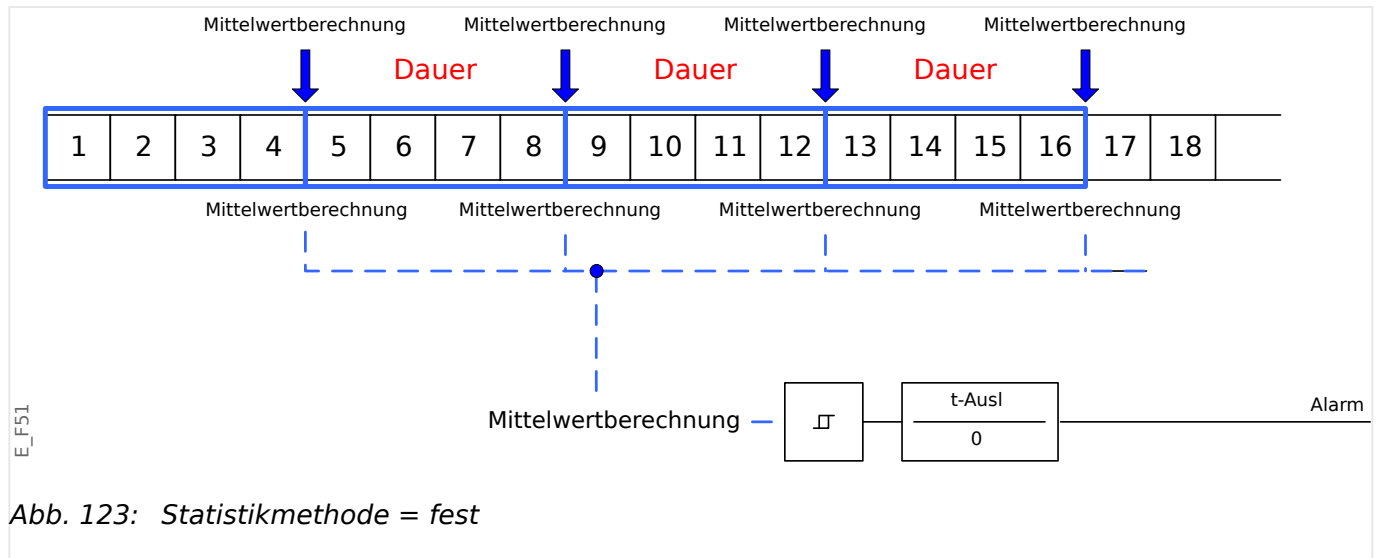 Mittelwertberechnung Mittelwertberechnung Mittelwertberechnung Mittelwertberechnung
Dauer Dauer Dauer
1 2 3 4 5 6 7 8 9 10 11 12 13 14 15 16 17 18
Mittelwertberechnung Mittelwertberechnung Mittelwertberechnung Mittelwertberechnung
Mittelwertberechnung
t-Ausl
0
Alarm
E_F51
Abb. 123: Statistikmethode = fest